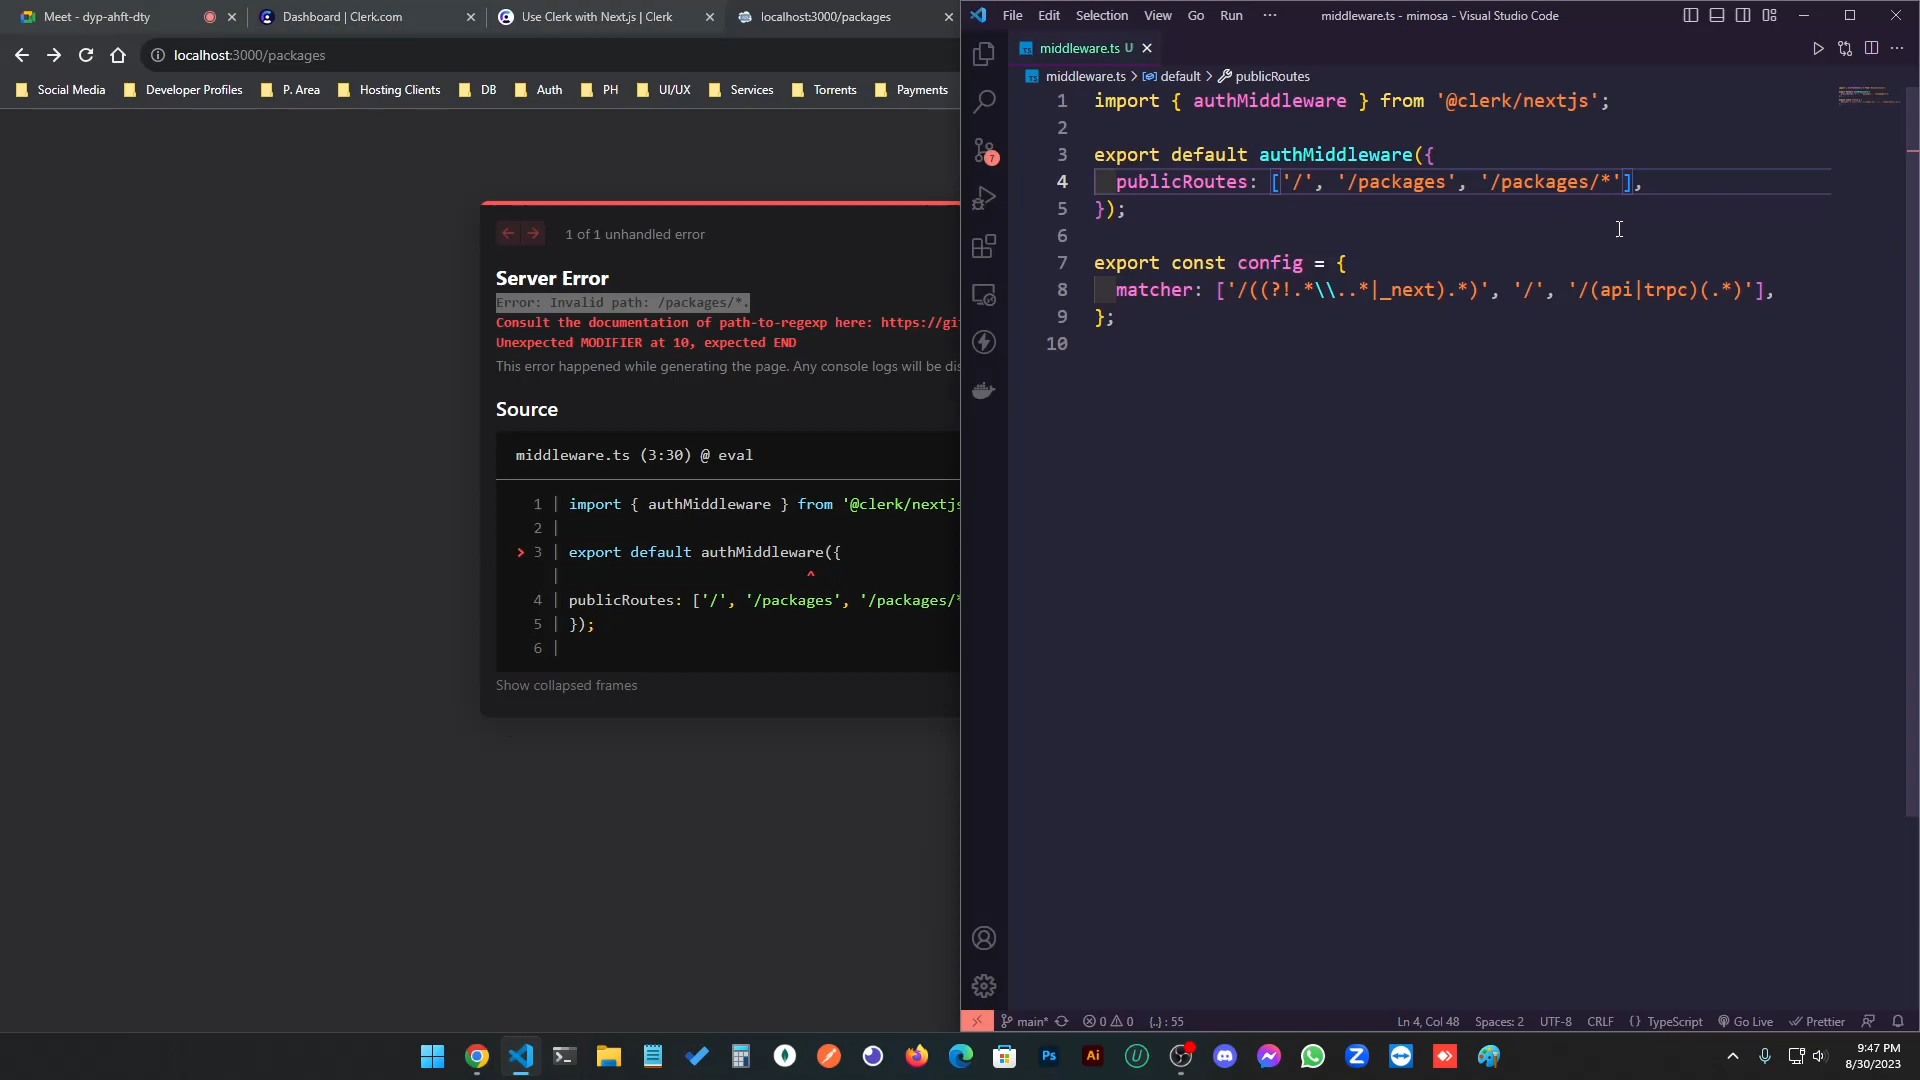 Meet - dyp-ahft-dty
Dashboard | Clerk.com
Use Clerk with Next.js | Clerk
localhost:3000/packages
localhost:3000/packages
Social Media
Developer Profiles
P. Area
Hosting Clients
DB
Auth
PH
UI/UX
Services
Torrents
Payments
1 of 1 unhandled error
Server Error
Error: Invalid path: /packages/*.
Consult the documentation of path-to-regexp here: https://gi
Unexpected MODIFIER at 10, expected END
This error happened while generating the page. Any console logs will be dis
Source
middleware.ts (3:30) @ eval
1 | import { authMiddleware } from '@clerk/nextjs
2 |
> 3 | export default authMiddleware({
| ^
4 | publicRoutes: ['/', '/packages', '/packages/*
5 | });
6 |
Show collapsed frames
File Edit Selection View Go Run ···
middleware.ts - mimosa - Visual Studio Code
middleware.ts U
middleware.ts > default > publicRoutes
1 import { authMiddleware } from '@clerk/nextjs';
2
3 export default authMiddleware({
4 publicRoutes: ['/', '/packages', '/packages/*'],
5 });
6
7 export const config = {
8 matcher: ['/((?!.*\\..*|_next).*)', '/', '/(api|trpc)(.*)'],
9 };
10
7
main*
0 0
{..} : 55
Ln 4, Col 48
Spaces: 2
UTF-8
CRLF
{} TypeScript
Go Live
Prettier
Ps
Ai
9:47 PM
8/30/2023